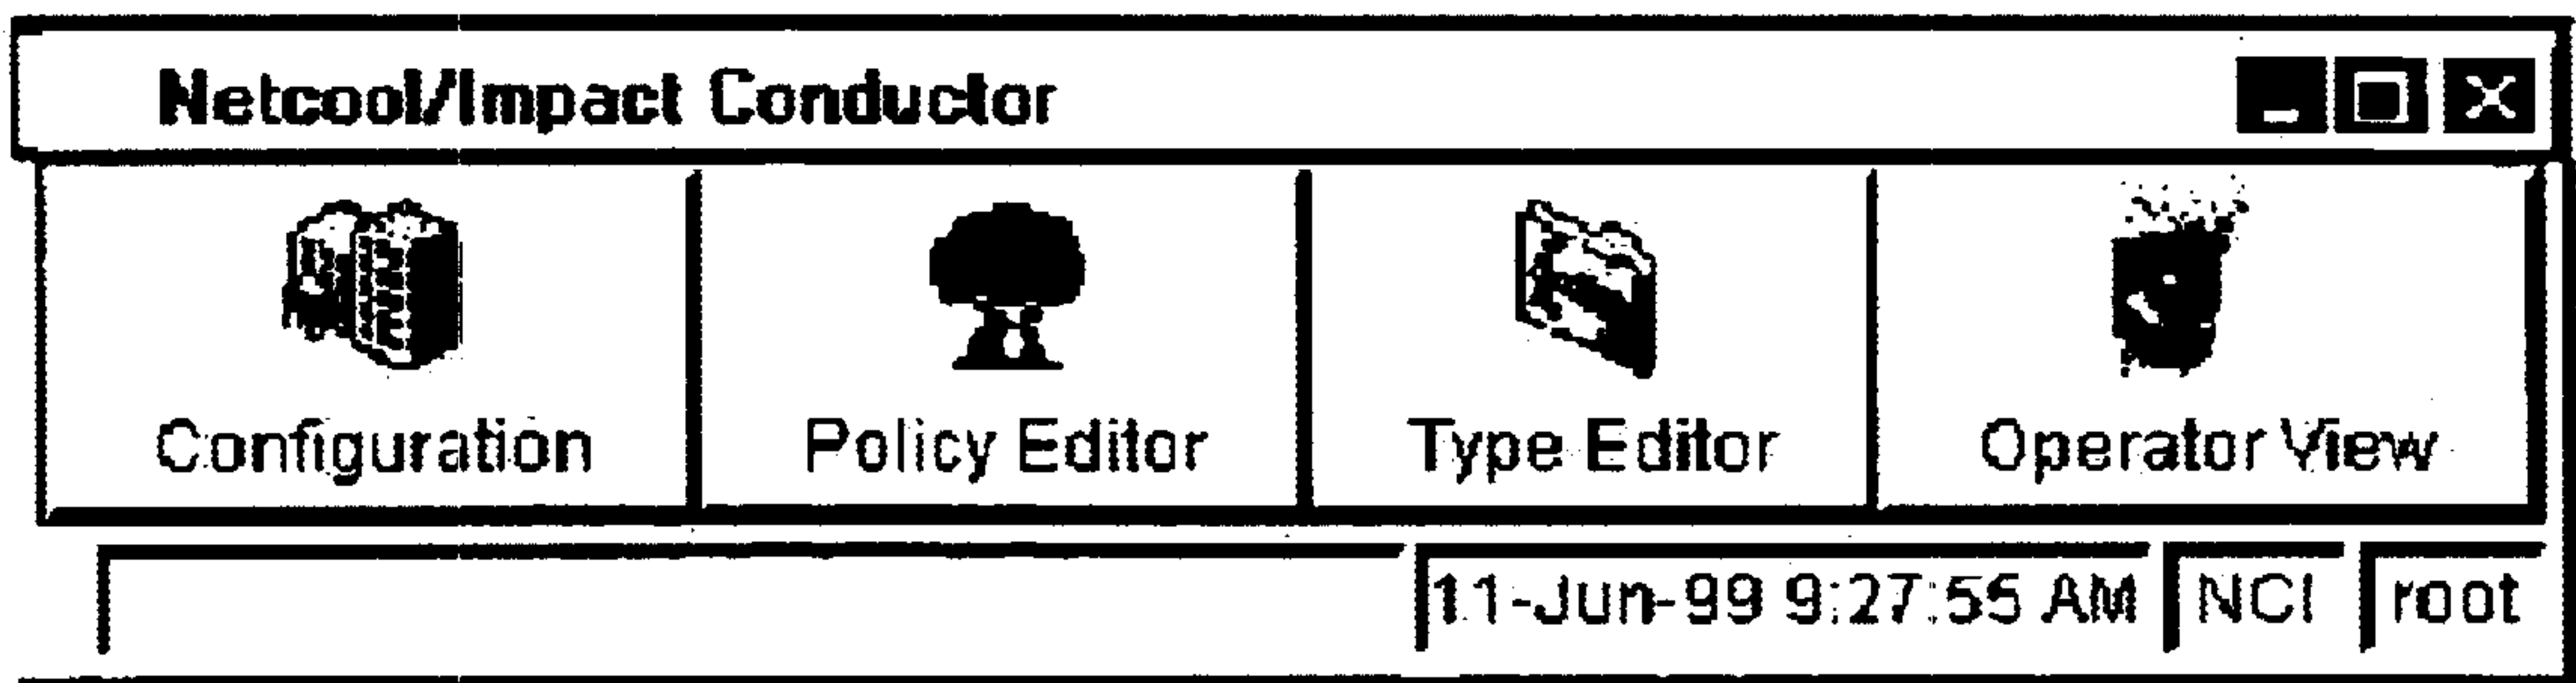 Netcool/Impact Conductor
Configuration Policy Editor Type Editor Operator View
11-Jun-99 9:27:55 AM NCI root